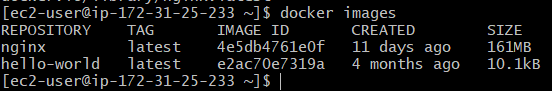 [ec2-user@ip-172-31-25-233 ~]$ docker images
REPOSITORY TAG IMAGE ID CREATED SIZE
nginx latest 4e5db4761e0f 11 days ago 161MB
hello-world latest e2ac70e7319a 4 months ago 10.1kB
[ec2-user@ip-172-31-25-233 ~]$